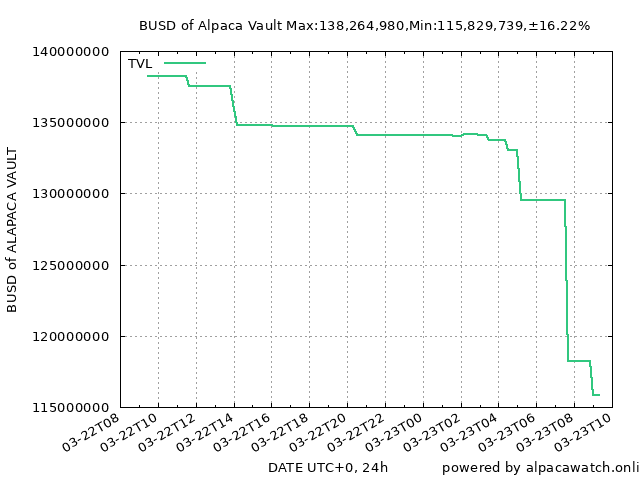 BUSD of Alpaca Vault Max:138,264,980,Min:115,829,739,±16.22%
140000000
TVL
135000000
130000000
125000000
120000000
115000000
BUSD of ALAPACA VAULT
03-22T08
03-22T10
03-22T12
03-22T14
03-22T16
03-22T18
03-22T20
03-22T22
03-23T00
03-23T02
03-23T04
03-23T06
03-23T08
03-23T10
DATE UTC+0, 24h
powered by alpacawatch.onli